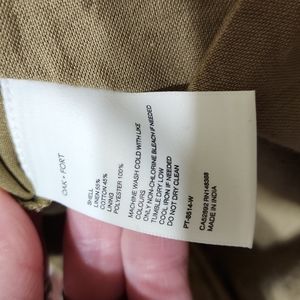 OAK + FORT
SHELL
LINEN 55%
COTTON 45%
LINING
POLYESTER 100%
MACHINE WASH COLD WITH LIKE
COLOURS
ONLY NON-CHLORINE BLEACH IF NEEDED
TUMBLE DRY LOW
COOL IRON IF NEEDED
DO NOT DRY CLEAN
PT-8514-W
CA52692 RN148388
MADE IN INDIA